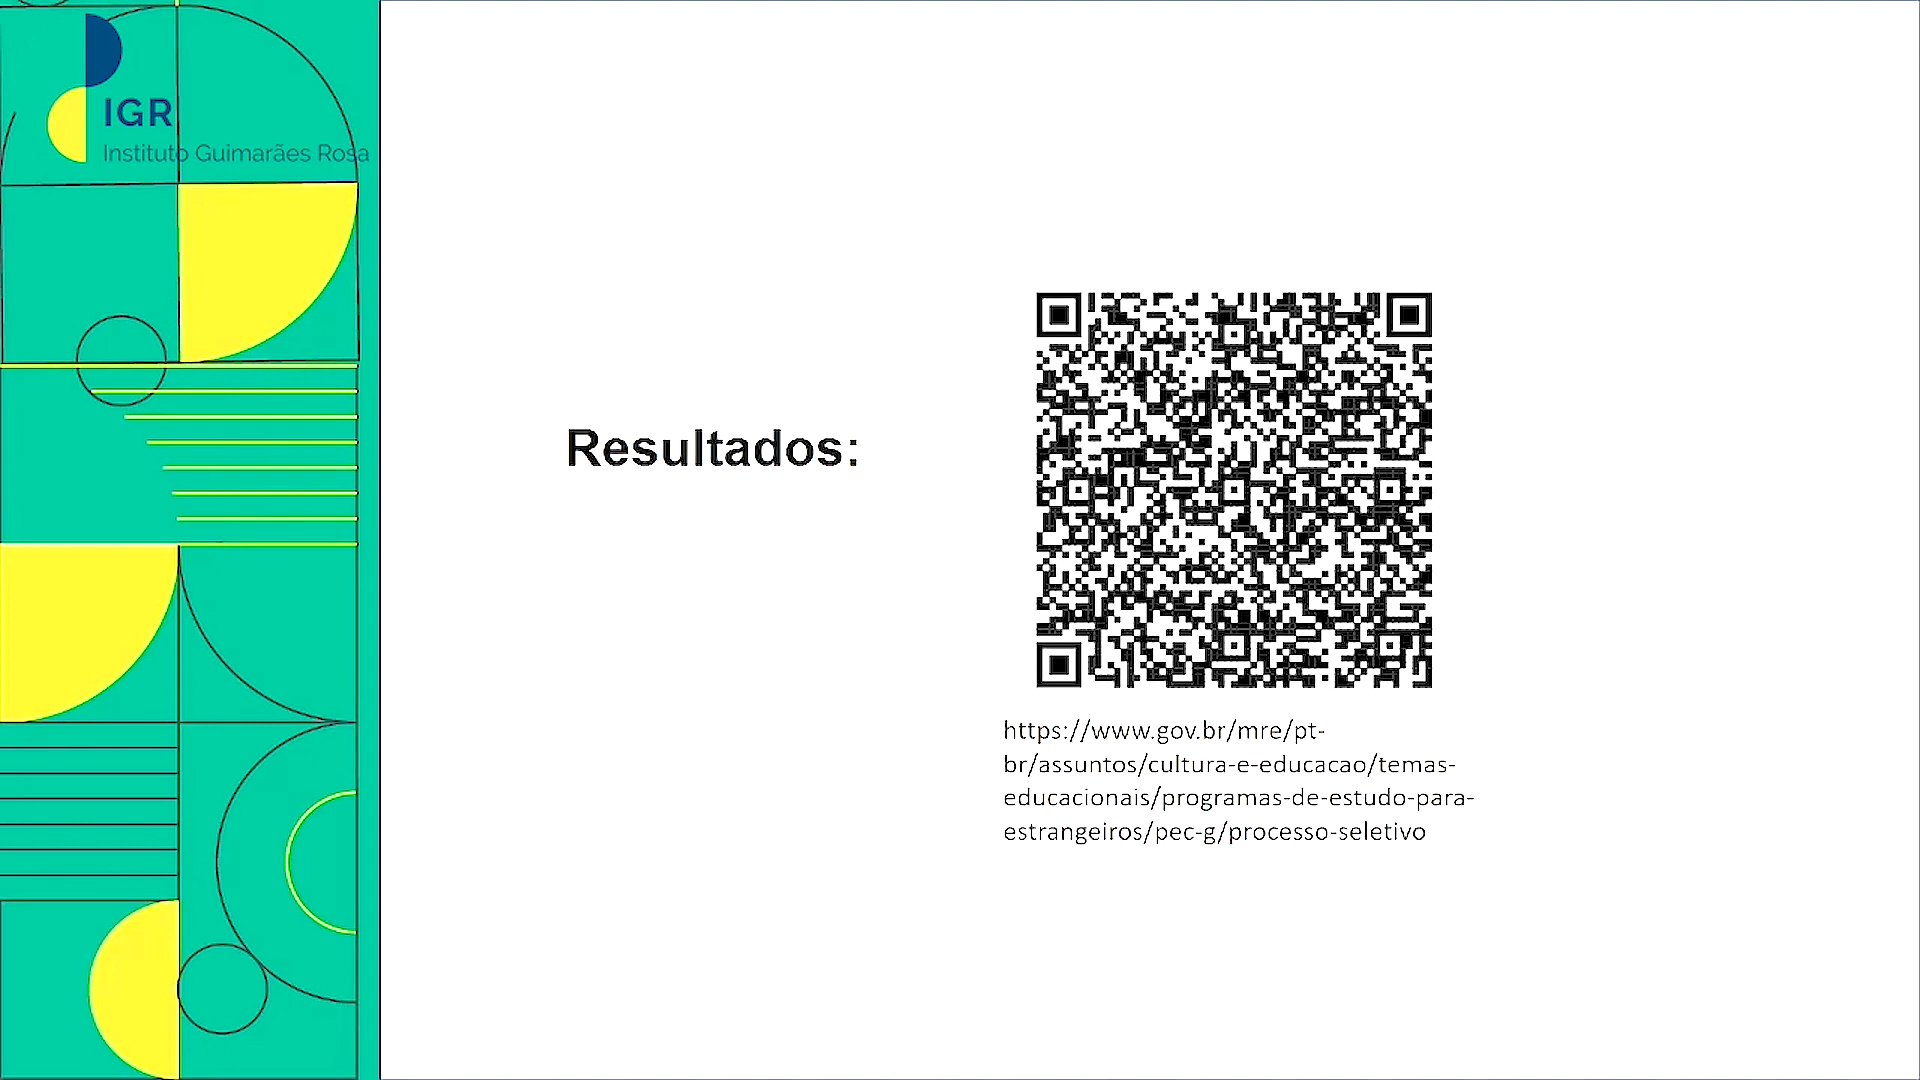 IGR
Instituto Guimarães Rosa
Resultados:
https://www.gov.br/mre/pt-
br/assuntos/cultura-e-educacao/temas-
educacionais/programas-de-estudo-para-
estrangeiros/pec-g/processo-seletivo